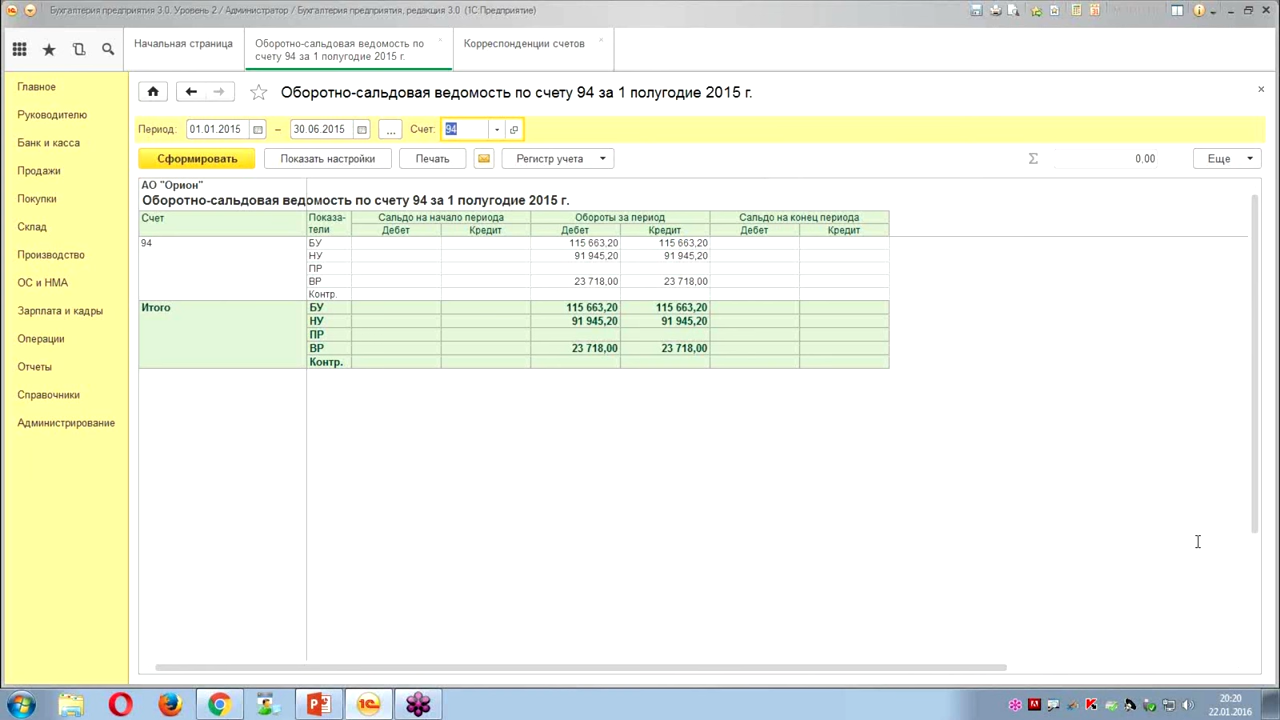 Бухгалтерия предприятия 3.0. Уровень 2. / Администратор / Бухгалтерия предприятия, редакция 3.0 (1С:Предприятие)
Начальная страница
Оборотно-сальдовая ведомость по счету 94 за 1 полугодие 2015 г.
Корреспонденции счетов
Главное
Руководителю
Банк и касса
Продажи
Покупки
Склад
Производство
ОС и НМА
Зарплата и кадры
Операции
Отчеты
Справочники
Администрирование
Оборотно-сальдовая ведомость по счету 94 за 1 полугодие 2015 г.
Период: 01.01.2015 – 30.06.2015 ... Счет: 94
Сформировать Показать настройки Печать Регистр учета Σ 0.00 Еще
АО "Орион"
Оборотно-сальдовая ведомость по счету 94 за 1 полугодие 2015 г.
Счет Показа-тели Сальдо на начало периода Обороты за период Сальдо на конец периода
Дебет Кредит Дебет Кредит Дебет Кредит
94 БУ 115 663,20 115 663,20
НУ 91 945,20 91 945,20
ПР
ВР 23 718,00 23 718,00
Контр.
Итого БУ 115 663,20 115 663,20
НУ 91 945,20 91 945,20
ПР
ВР 23 718,00 23 718,00
Контр.
20:20
22.01.2016